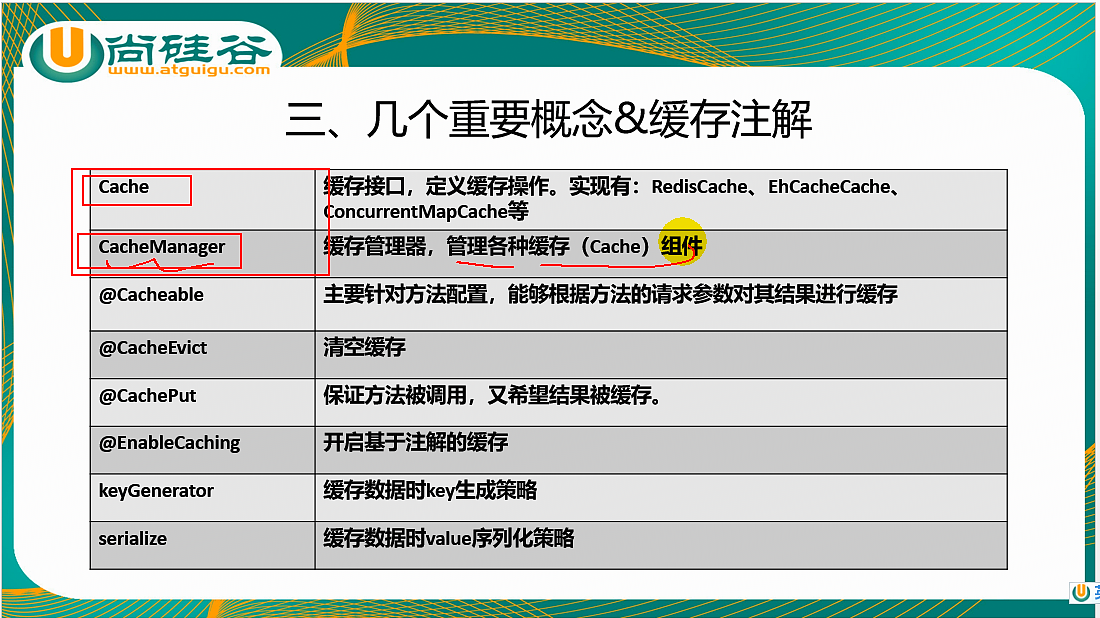 尚硅谷
www.atguigu.com
三、几个重要概念&缓存注解
Cache
缓存接口，定义缓存操作。实现有：RedisCache、EhCacheCache、
ConcurrentMapCache等
CacheManager
缓存管理器，管理各种缓存（Cache）组件
@Cacheable
主要针对方法配置，能够根据方法的请求参数对其结果进行缓存
@CacheEvict
清空缓存
@CachePut
保证方法被调用，又希望结果被缓存。
@EnableCaching
开启基于注解的缓存
keyGenerator
缓存数据时key生成策略
serialize
缓存数据时value序列化策略